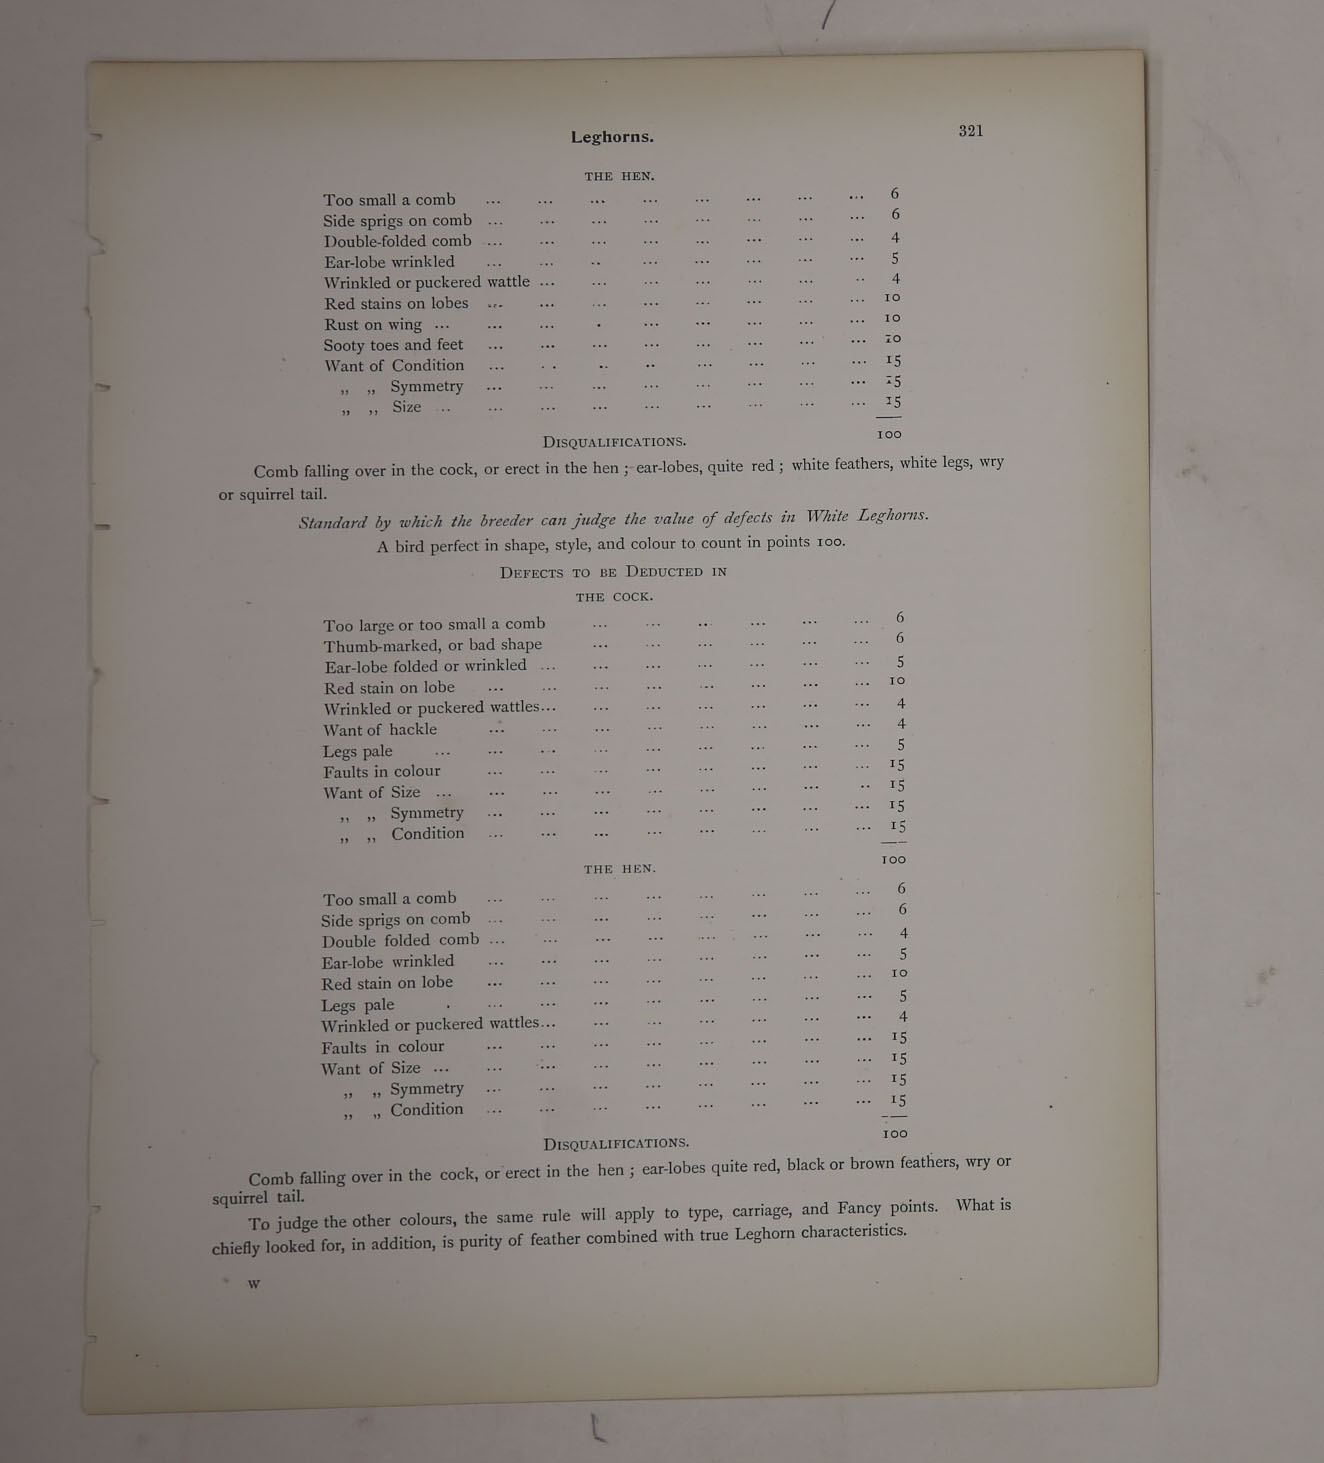 Leghorns. 321
THE HEN.
Too small a comb ... ... ... ... ... ... ... ... 6
Side sprigs on comb ... ... ... ... ... ... ... ... 6
Double-folded comb ... ... ... ... ... ... ... ... 4
Ear-lobe wrinkled ... ... .. ... ... ... ... ... 5
Wrinkled or puckered wattle ... ... ... ... ... ... .. 4
Red stains on lobes ... ... ... ... ... ... ... ... 10
Rust on wing ... ... ... . ... ... ... ... ... 10
Sooty toes and feet ... ... ... ... ... ... ... ... 10
Want of Condition ... .. .. .. ... ... ... ... 15
„ „ Symmetry ... ... ... ... ... ... ... ... 15
„ „ Size .. ... ... ... ... ... ... ... ... 15
100
DISQUALIFICATIONS.
Comb falling over in the cock, or erect in the hen ; ear-lobes, quite red ; white feathers, white legs, wry
or squirrel tail.
Standard by which the breeder can judge the value of defects in White Leghorns.
A bird perfect in shape, style, and colour to count in points 100.
DEFECTS TO BE DEDUCTED IN
THE COCK.
Too large or too small a comb ... ... .. ... ... ... 6
Thumb-marked, or bad shape ... ... ... ... ... ... 6
Ear-lobe folded or wrinkled ... ... ... ... ... ... ... 5
Red stain on lobe ... ... ... ... ... ... ... ... 10
Wrinkled or puckered wattles... ... ... ... ... ... ... 4
Want of hackle ... ... ... ... ... ... ... ... 4
Legs pale ... ... ... ... ... ... ... ... ... 5
Faults in colour ... ... ... ... ... ... ... ... 15
Want of Size ... ... ... ... ... ... ... ... .. 15
„ „ Symmetry ... ... ... ... ... ... ... ... 15
„ „ Condition ... ... ... ... ... ... ... ... 15
100
THE HEN.
Too small a comb ... ... ... ... ... ... ... ... 6
Side sprigs on comb ... ... ... ... ... ... ... ... 6
Double folded comb ... ... ... ... ... ... ... ... 4
Ear-lobe wrinkled ... ... ... ... ... ... ... ... 5
Red stain on lobe ... ... ... ... ... ... ... ... 10
Legs pale . ... ... ... ... ... ... ... ... 5
Wrinkled or puckered wattles... ... ... ... ... ... ... 4
Faults in colour ... ... ... ... ... ... ... ... 15
Want of Size ... ... ... ... ... ... ... ... ... 15
„ „ Symmetry ... ... ... ... ... ... ... ... 15
„ „ Condition ... ... ... ... ... ... ... ... 15
100
DISQUALIFICATIONS.
Comb falling over in the cock, or erect in the hen ; ear-lobes quite red, black or brown feathers, wry or
squirrel tail.
To judge the other colours, the same rule will apply to type, carriage, and Fancy points. What is
chiefly looked for, in addition, is purity of feather combined with true Leghorn characteristics.
W